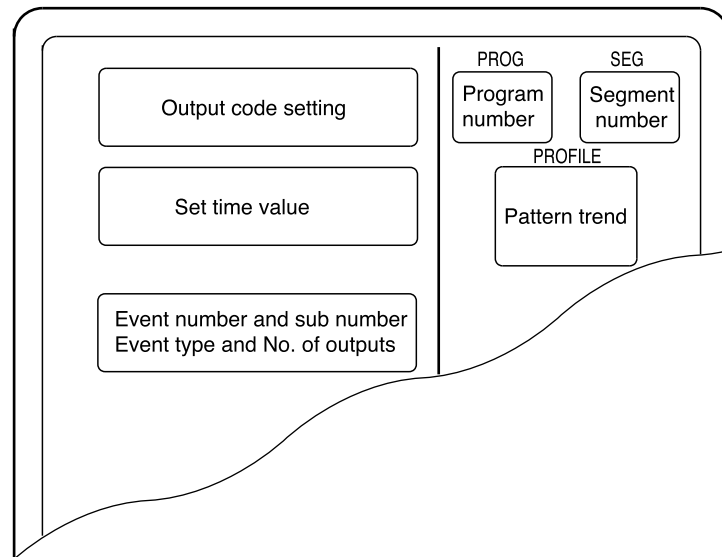 Output code setting
Set time value
Event number and sub number
Event type and No. of outputs
PROG
Program
number
SEG
Segment
number
PROFILE
Pattern trend